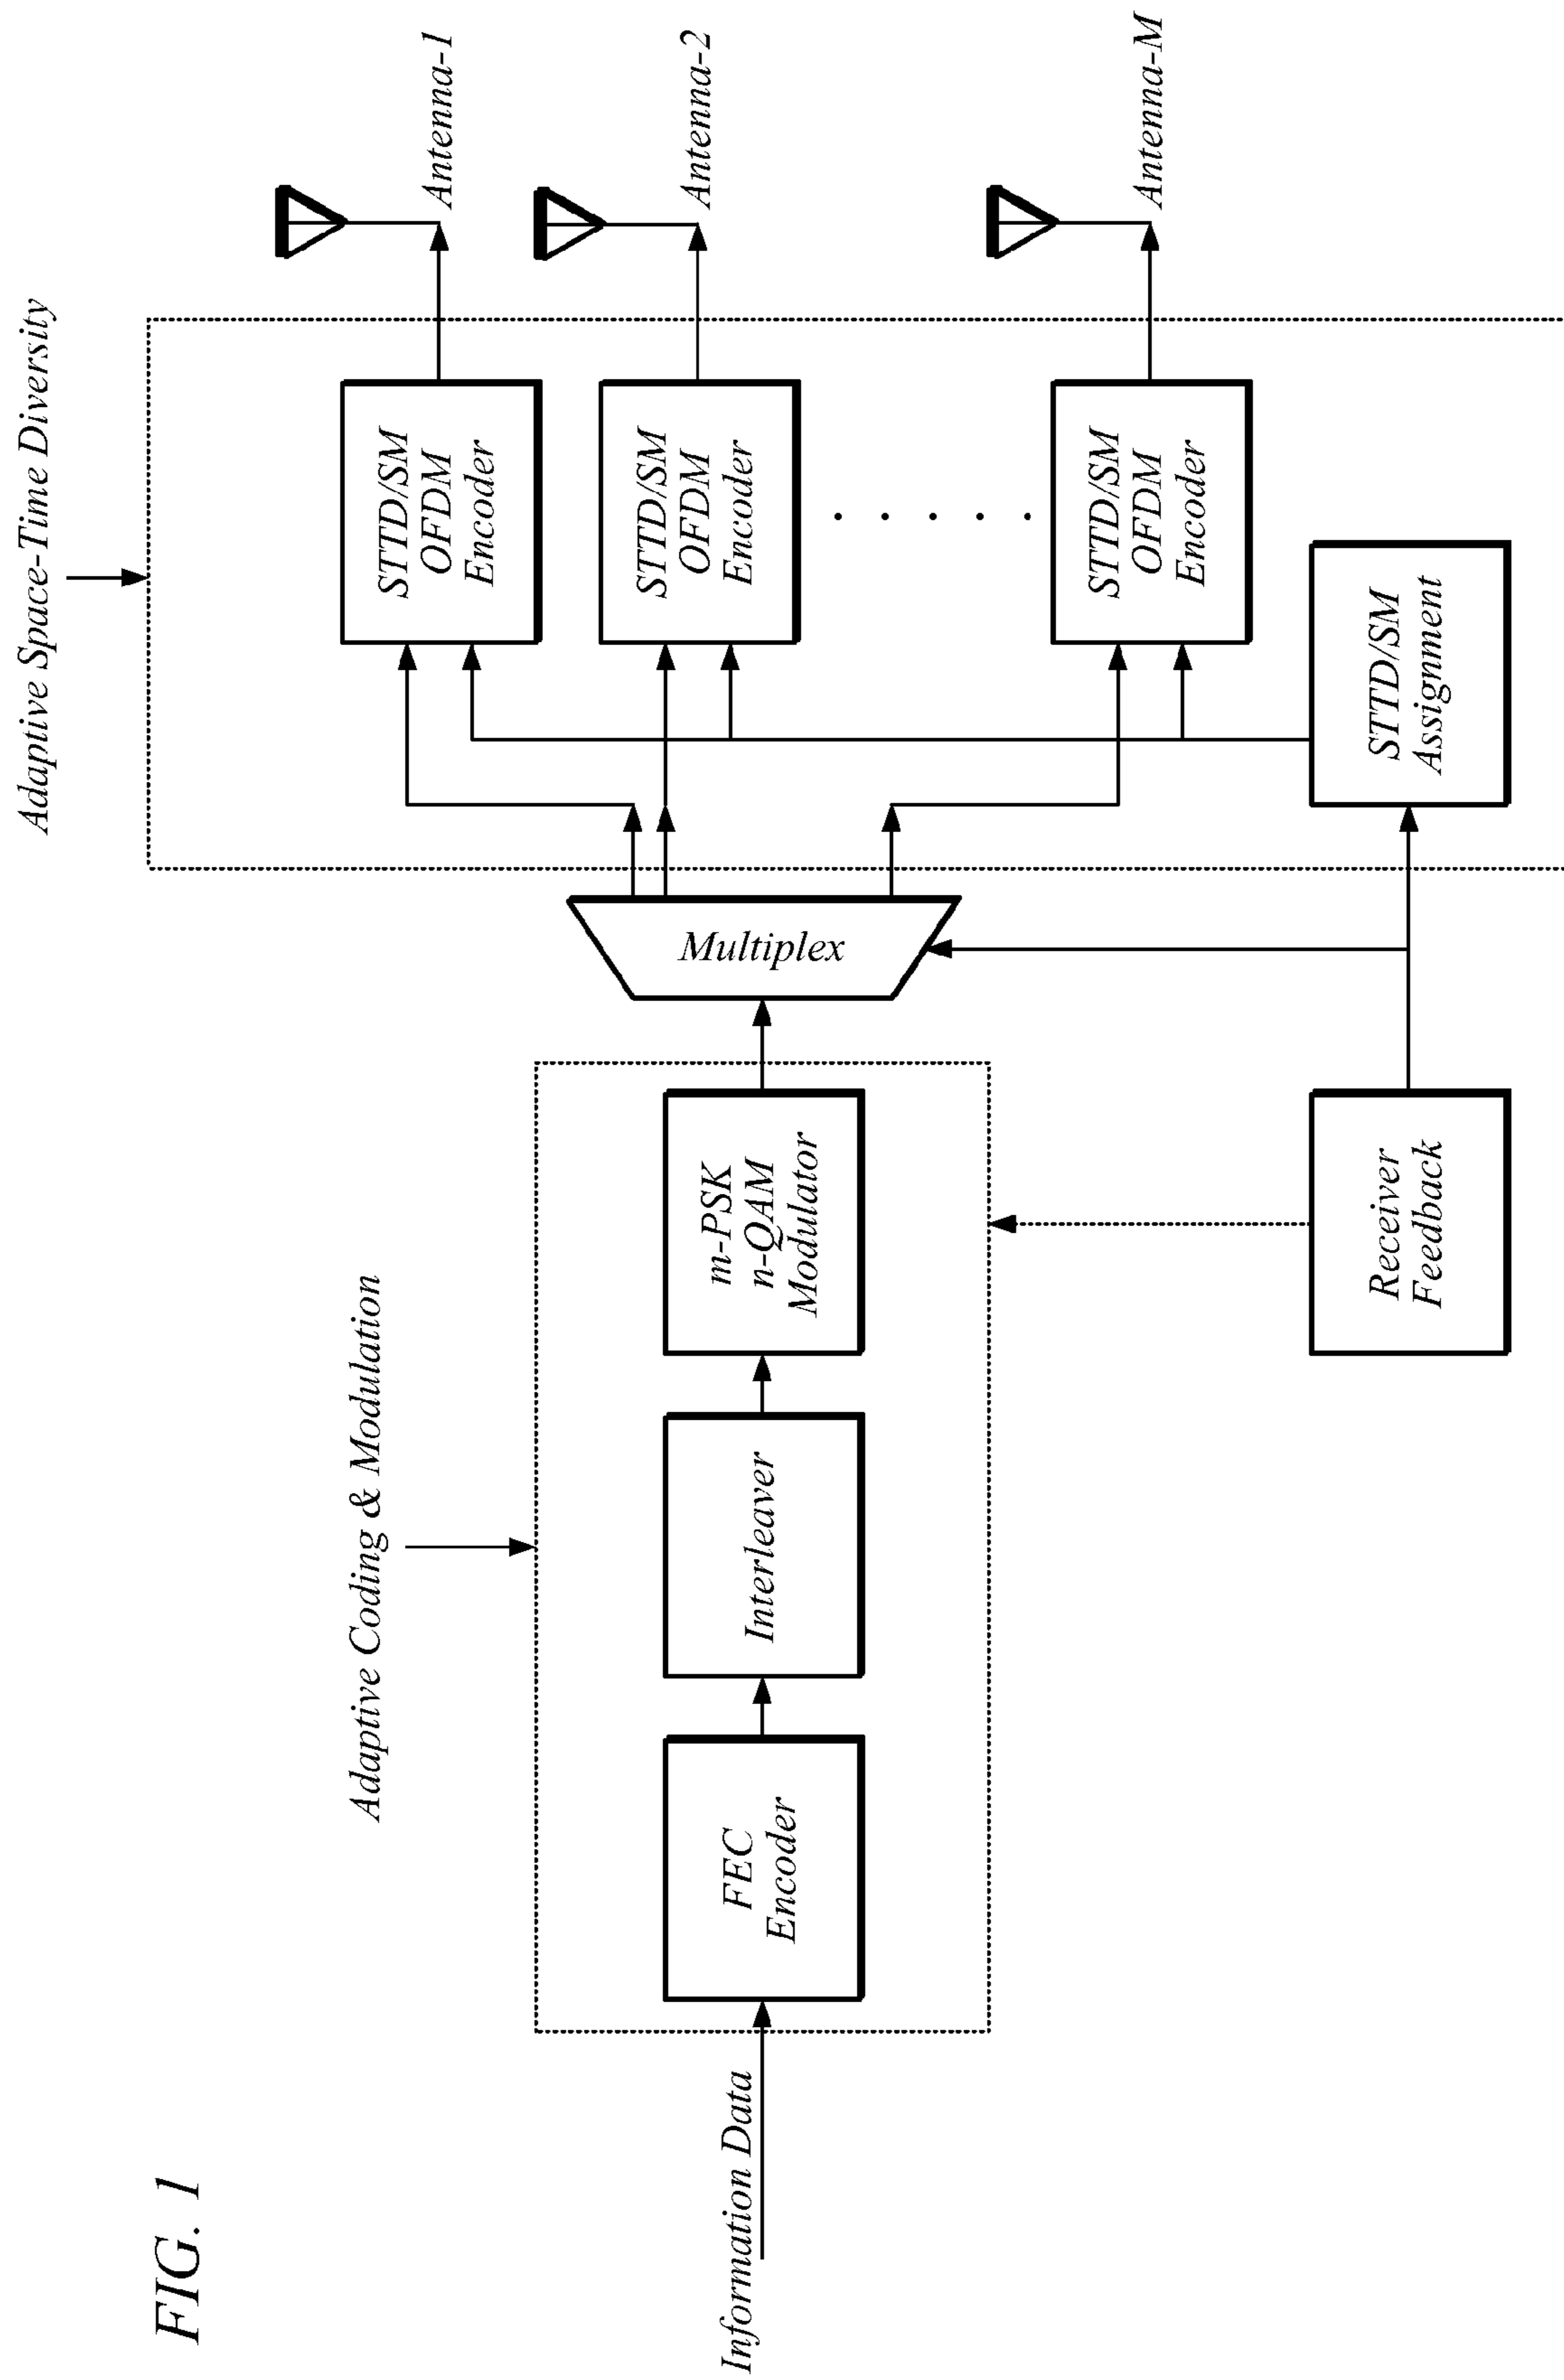 FIG. 1
Adaptive Space-Time Diversity
Adaptive Coding & Modulation
Information Data
FEC
Encoder
Interleaver
m-PSK
n-QAM
Modulator
Multiplex
STTD/SM
OFDM
Encoder
Antenna-1
STTD/SM
OFDM
Encoder
Antenna-2
STTD/SM
OFDM
Encoder
Antenna-M
Receiver
Feedback
STTD/SM
Assignment